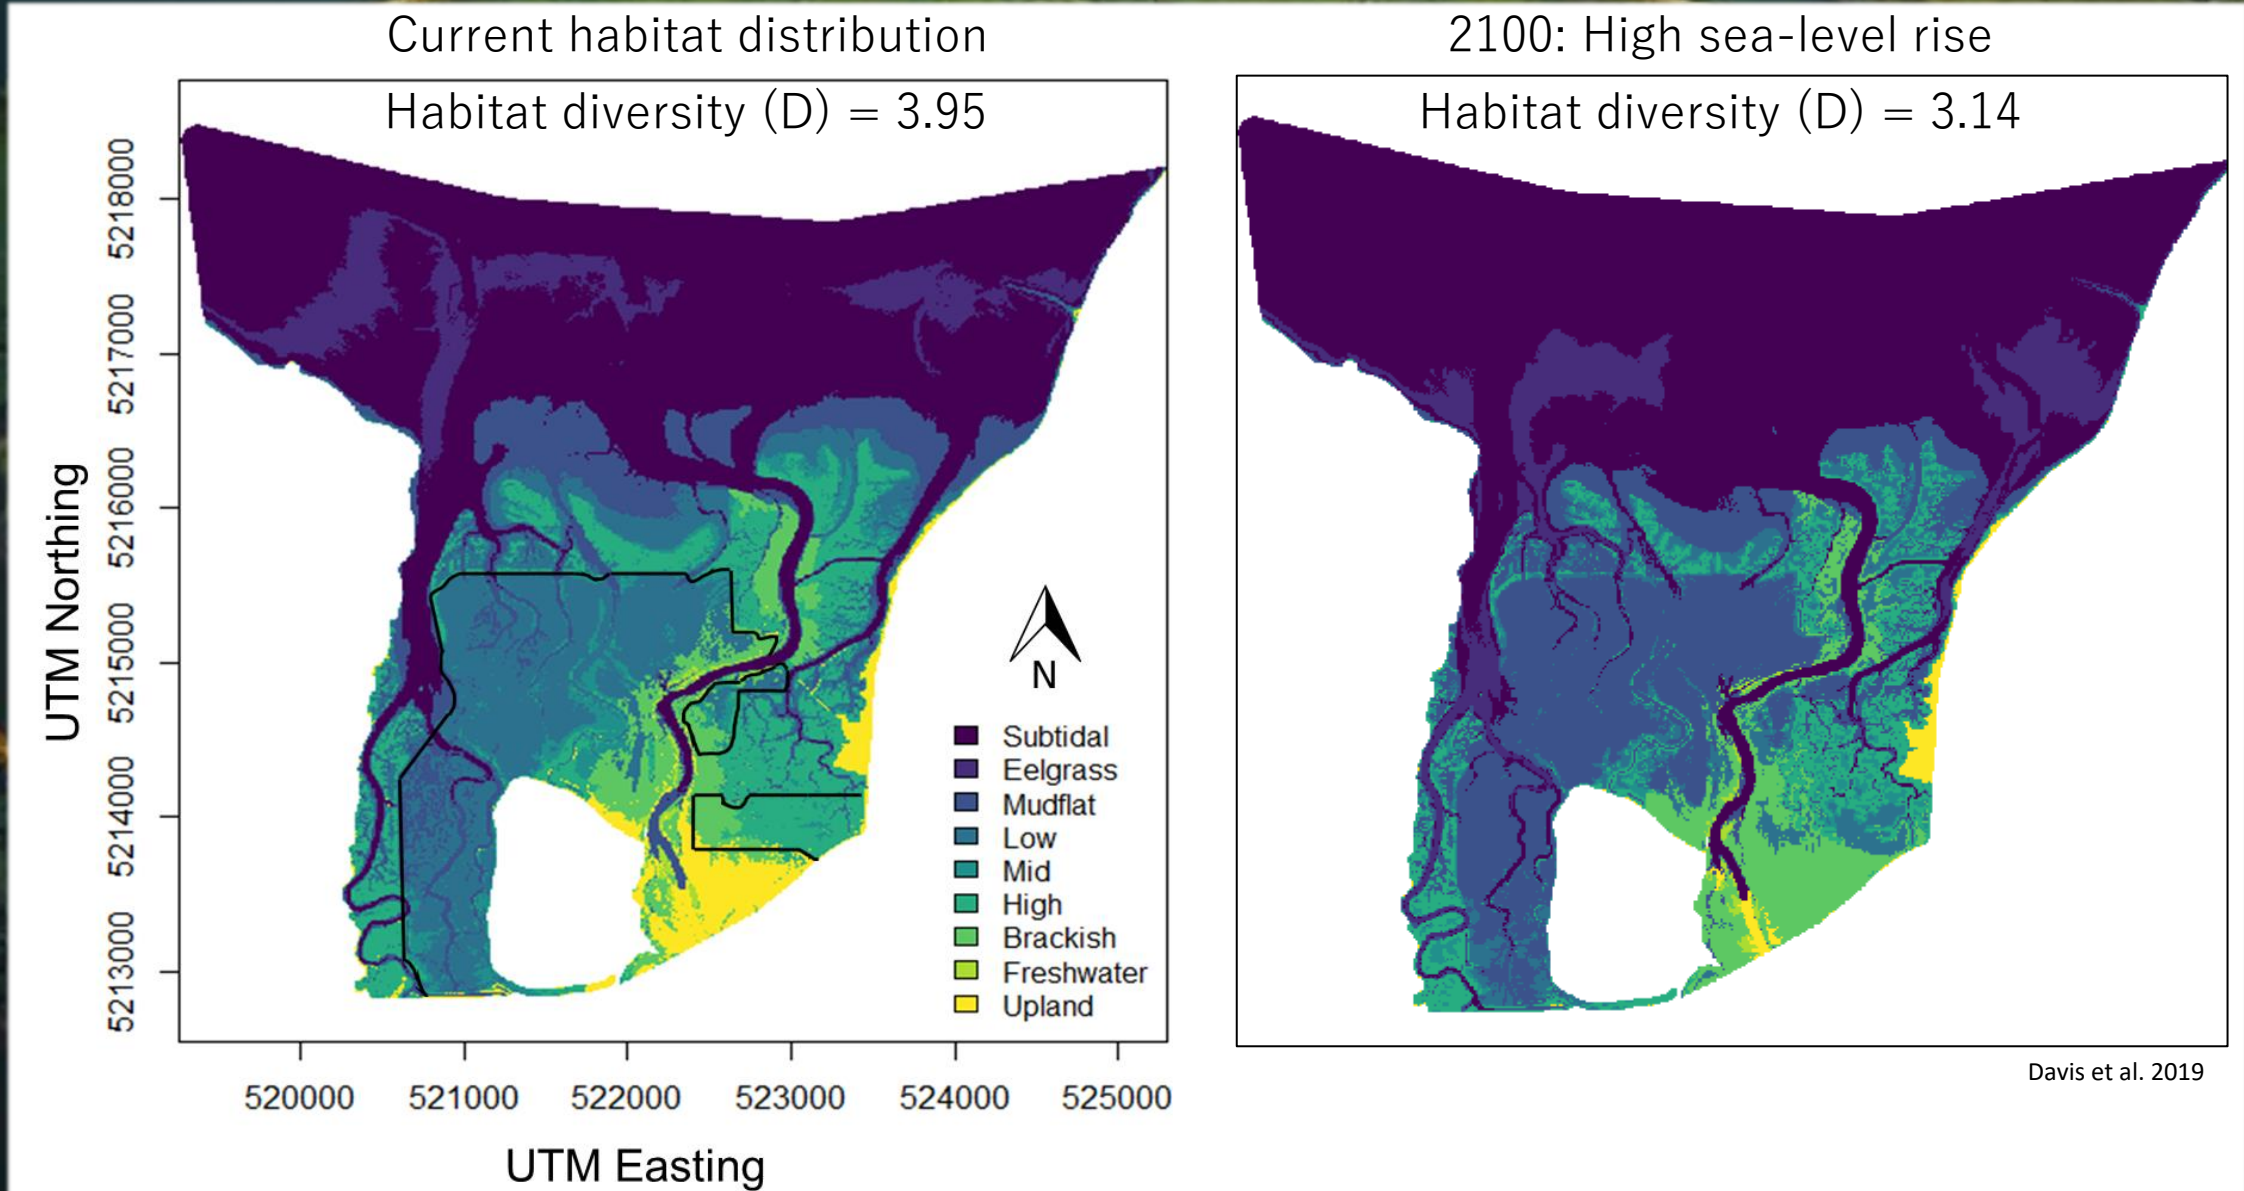 Current habitat distribution
Habitat diversity (D) = 3.95
2100: High sea-level rise
Habitat diversity (D) = 3.14
UTM Northing
5218000
5217000
5216000
5215000
5214000
5213000
N
Subtidal
Eelgrass
Mudflat
Low
Mid
High
Brackish
Freshwater
Upland
520000 521000 522000 523000 524000 525000
UTM Easting
Davis et al. 2019